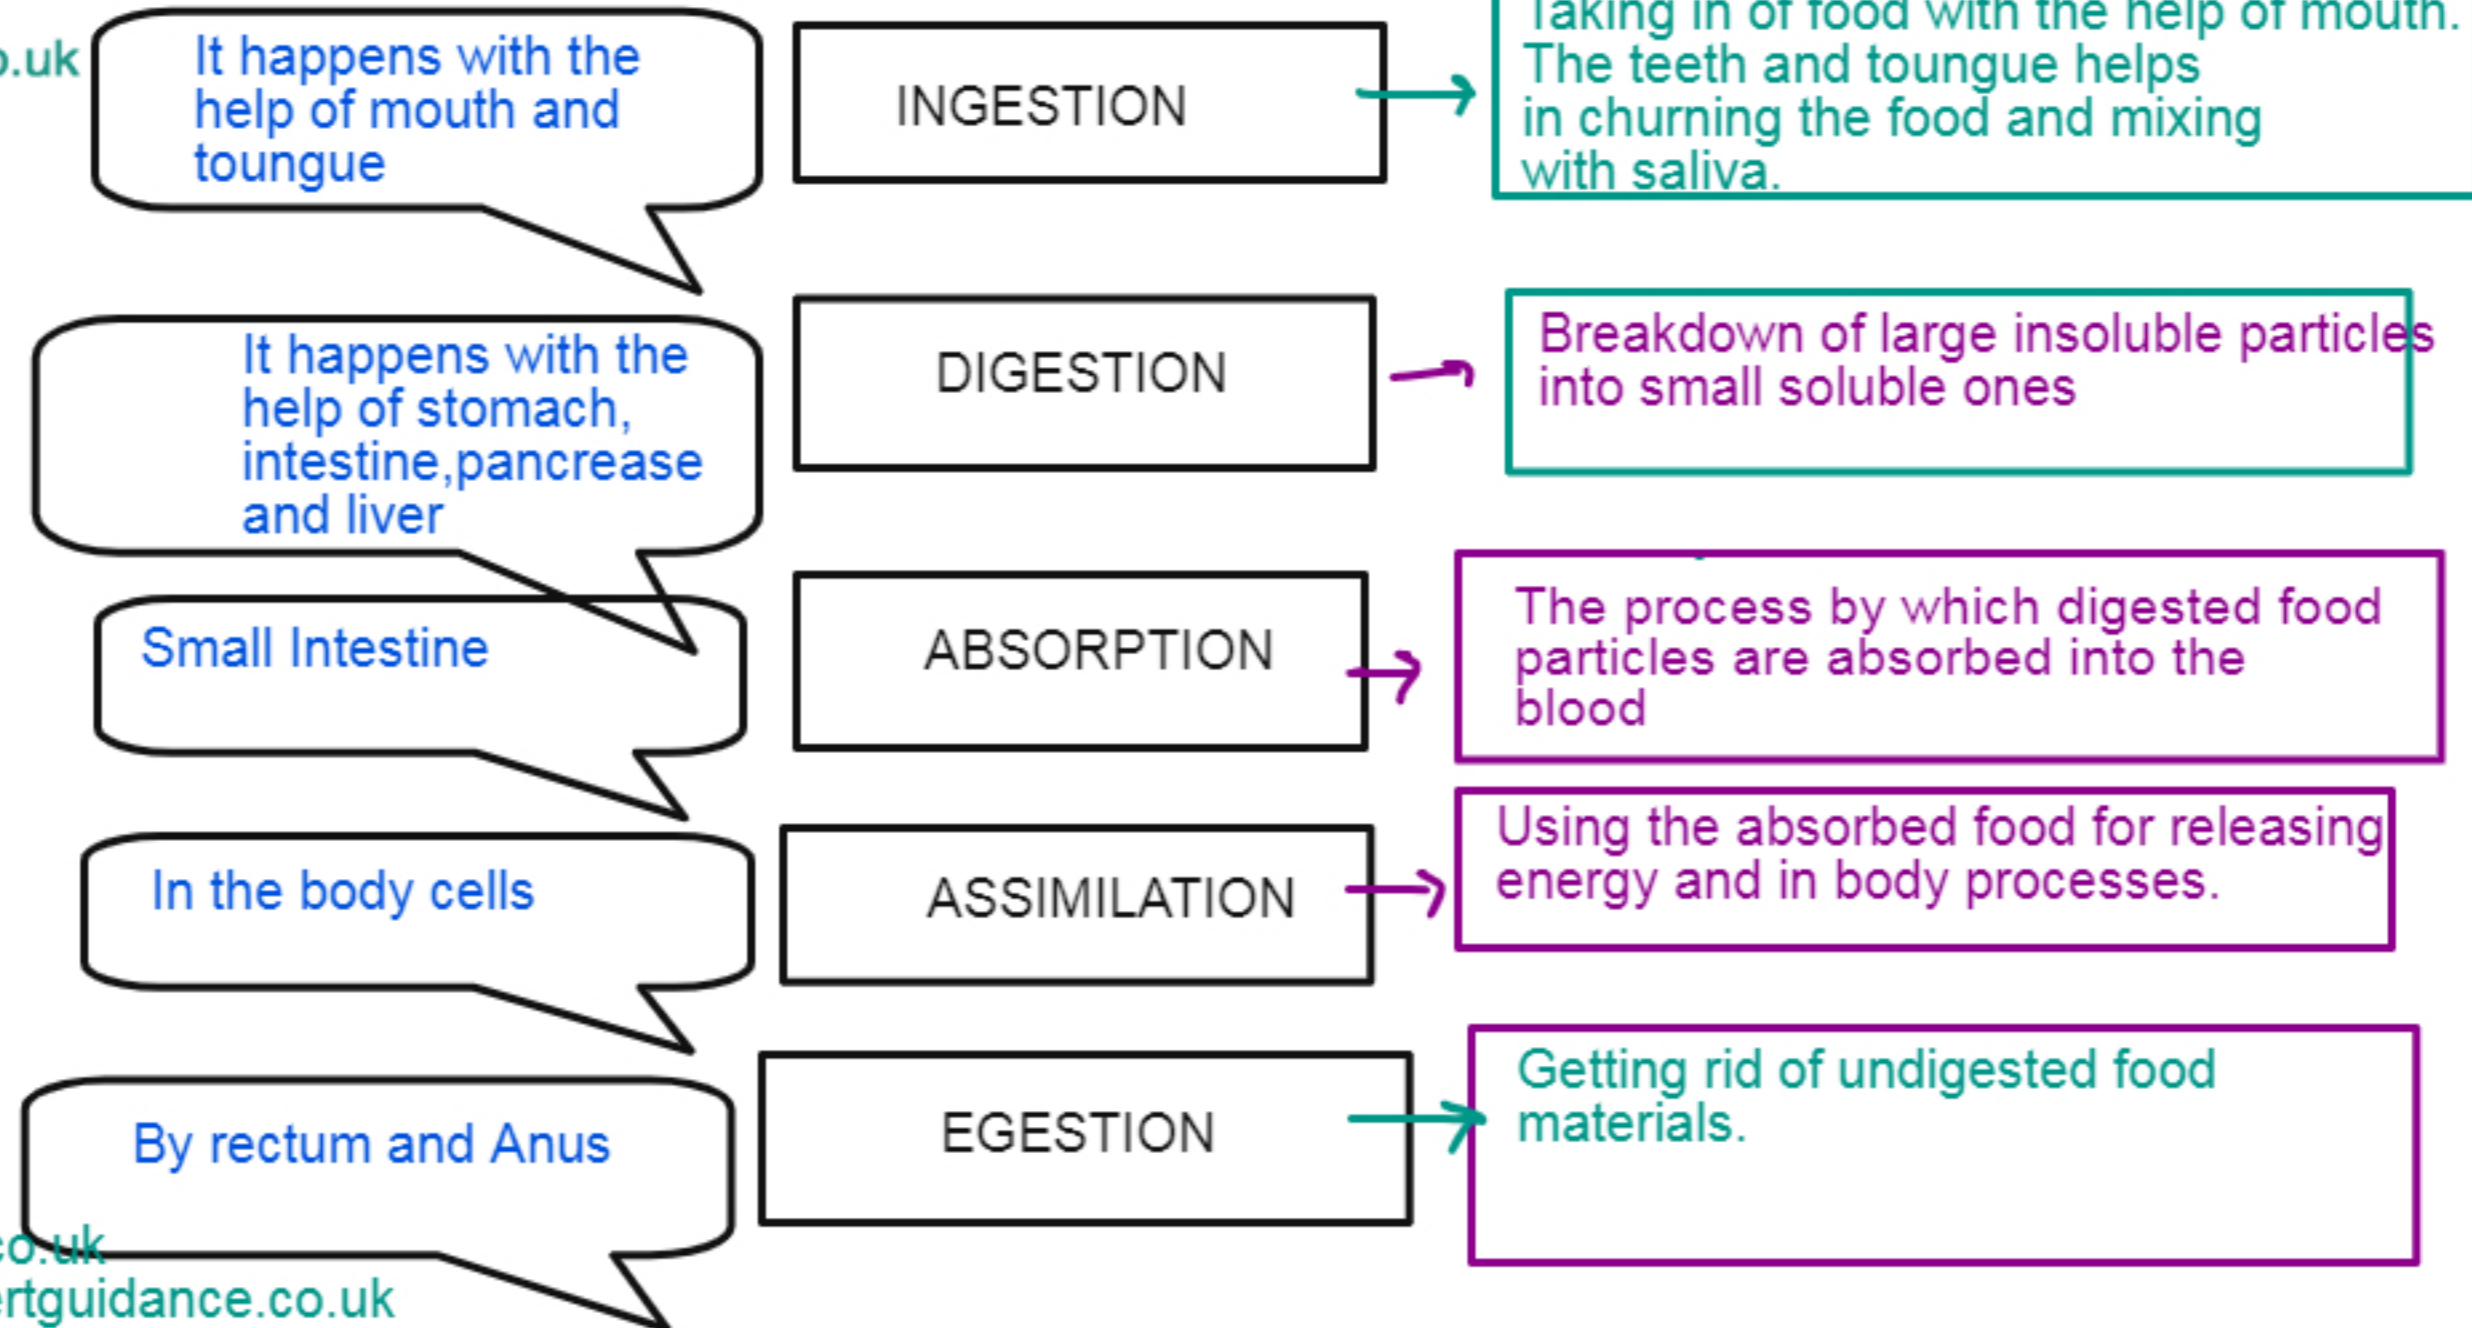 o.uk
It happens with the
help of mouth and
toungue
INGESTION
Taking in of food with the help of mouth.
The teeth and toungue helps
in churning the food and mixing
with saliva.
It happens with the
help of stomach,
intestine,pancrease
and liver
DIGESTION
Breakdown of large insoluble particles
into small soluble ones
Small Intestine
ABSORPTION
The process by which digested food
particles are absorbed into the
blood
In the body cells
ASSIMILATION
Using the absorbed food for releasing
energy and in body processes.
By rectum and Anus
EGESTION
Getting rid of undigested food
materials.
co.uk
ertguidance.co.uk